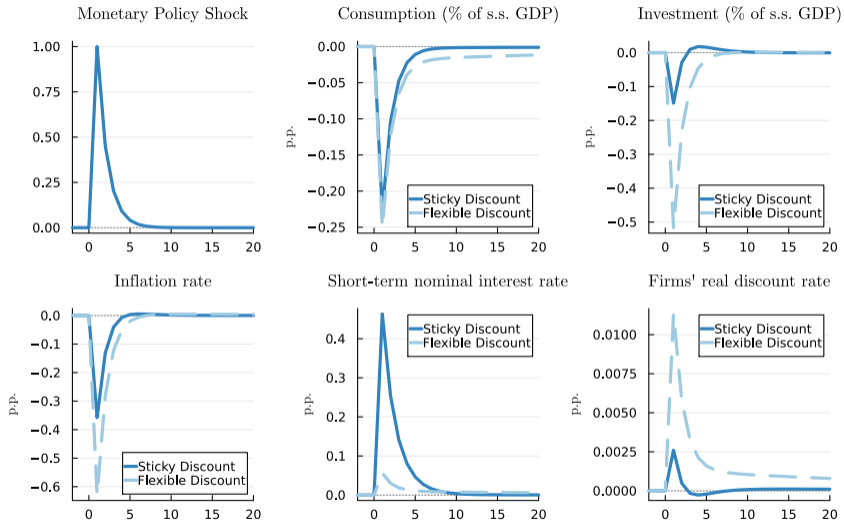 Monetary Policy Shock
1.00
0.75
0.50
0.25
0.00
0 5 10 15 20
Consumption (% of s.s. GDP)
p.p.
0.00
−0.05
−0.10
−0.15
−0.20
−0.25
Sticky Discount
Flexible Discount
0 5 10 15 20
Investment (% of s.s. GDP)
p.p.
0.0
−0.1
−0.2
−0.3
−0.4
−0.5
Sticky Discount
Flexible Discount
0 5 10 15 20
Inflation rate
p.p.
0.0
−0.1
−0.2
−0.3
−0.4
−0.5
−0.6
Sticky Discount
Flexible Discount
0 5 10 15 20
Short-term nominal interest rate
p.p.
0.4
0.3
0.2
0.1
0.0
Sticky Discount
Flexible Discount
0 5 10 15 20
Firms' real discount rate
p.p.
0.0100
0.0075
0.0050
0.0025
0.0000
Sticky Discount
Flexible Discount
0 5 10 15 20